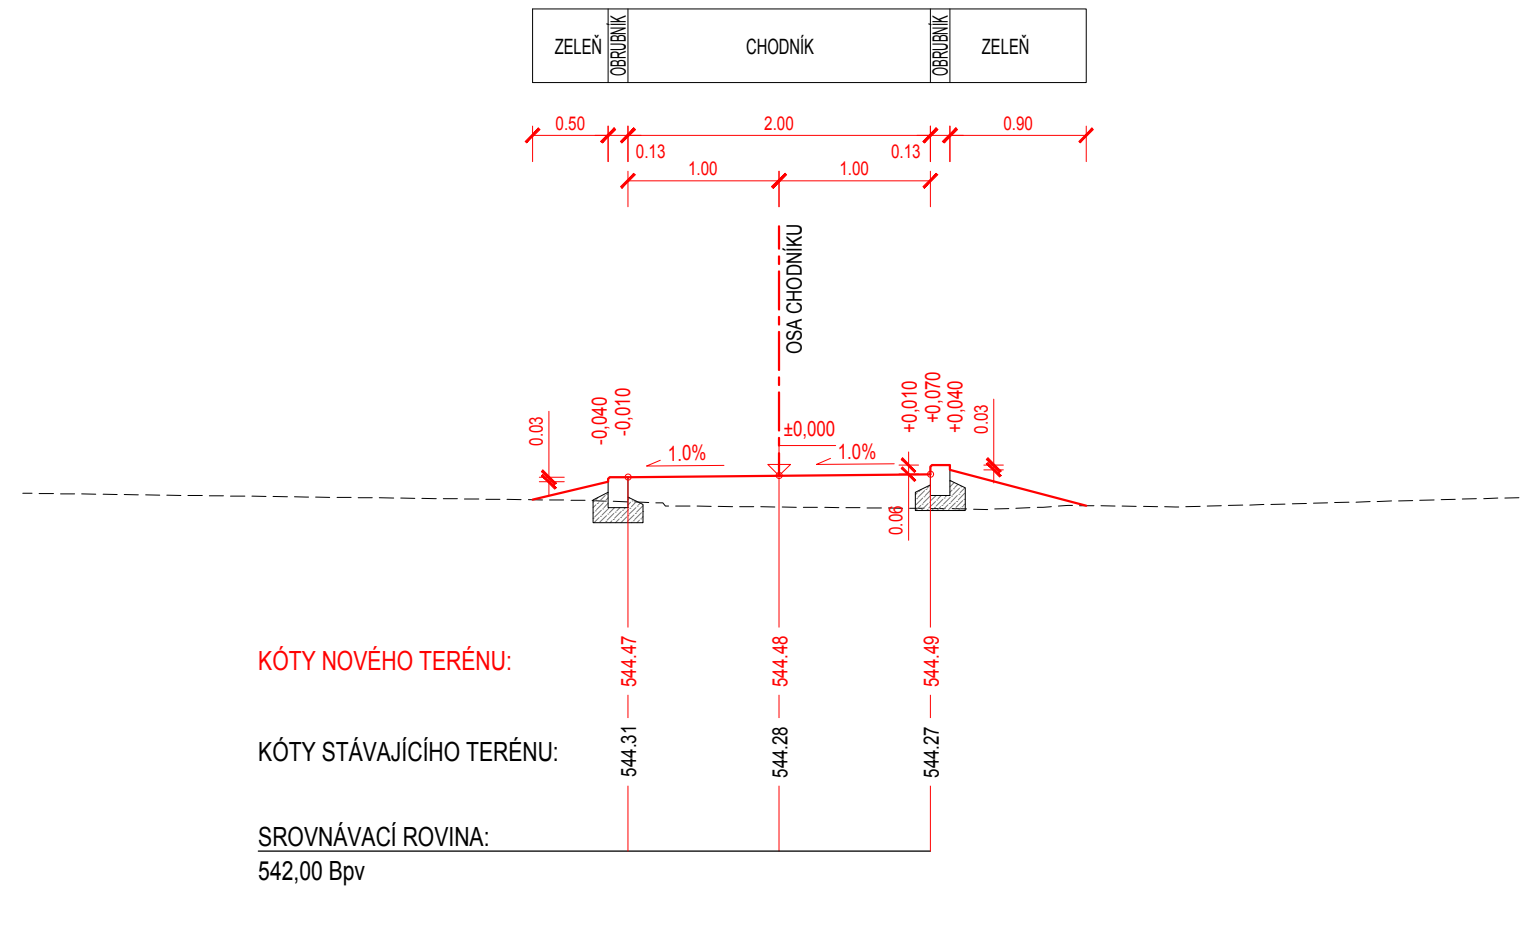 ZELEŇ OBRUBNÍK CHODNÍK OBRUBNÍK ZELEŇ
0.50 2.00 0.90
0.13 0.13
1.00 1.00
OSA CHODNÍKU
0.03 -0,040 -0,010 +0,010 +0,070 +0,040 0.03
±0,000
1.0% 1.0%
0.06
KÓTY NOVÉHO TERÉNU: 544.47 544.48 544.49
KÓTY STÁVAJÍCÍHO TERÉNU: 544.31 544.28 544.27
SROVNÁVACÍ ROVINA:
542,00 Bpv